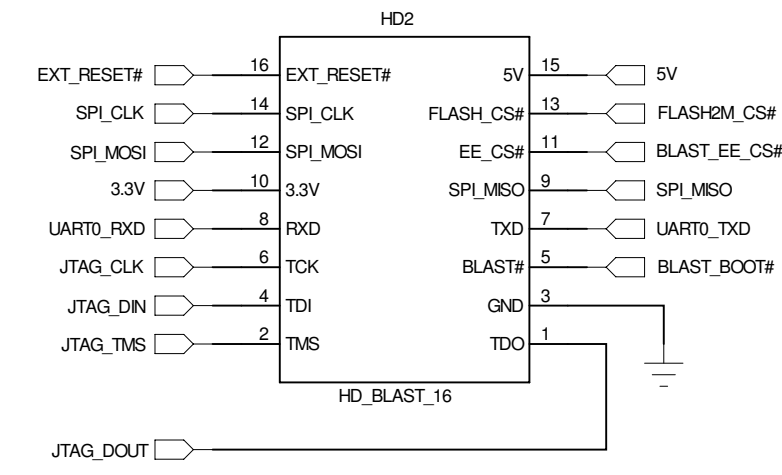 HD2
EXT_RESET# 16 EXT_RESET# 5V 15 5V
SPI_CLK 14 SPI_CLK FLASH_CS# 13 FLASH2M_CS#
SPI_MOSI 12 SPI_MOSI EE_CS# 11 BLAST_EE_CS#
3.3V 10 3.3V SPI_MISO 9 SPI_MISO
UART0_RXD 8 RXD TXD 7 UART0_TXD
JTAG_CLK 6 TCK BLAST# 5 BLAST_BOOT#
JTAG_DIN 4 TDI GND 3
JTAG_TMS 2 TMS TDO 1
HD_BLAST_16
JTAG_DOUT